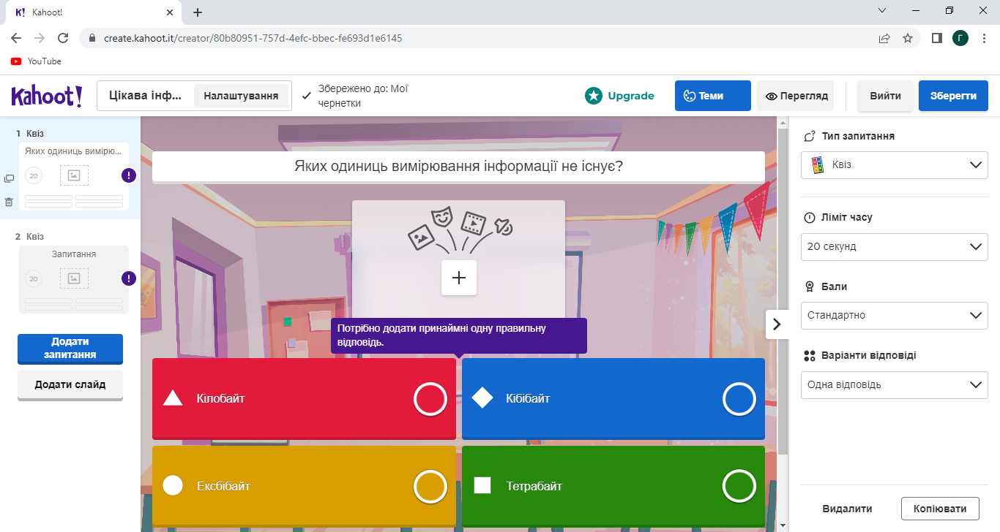 K! Kahoot!
create.kahoot.it/creator/80b80951-757d-4efc-bbec-fe693d1e6145
Г
YouTube
Kahoot!
Цікава інф...
Налаштування
Збережено до: Мої
чернетки
Upgrade
Теми
Перегляд
Вийти
Зберегти
1 Квіз
Яких одиниць вимірю...
20
!
2 Квіз
Запитання
20
!
Додати
запитання
Додати слайд
Яких одиниць вимірювання інформації не існує?
Потрібно додати принаймні одну правильну
відповідь.
Кілобайт
Кібібайт
Ексбібайт
Тетрабайт
Тип запитання
Квіз
Ліміт часу
20 секунд
Бали
Стандартно
Варіанти відповіді
Одна відповідь
Видалити
Копіювати